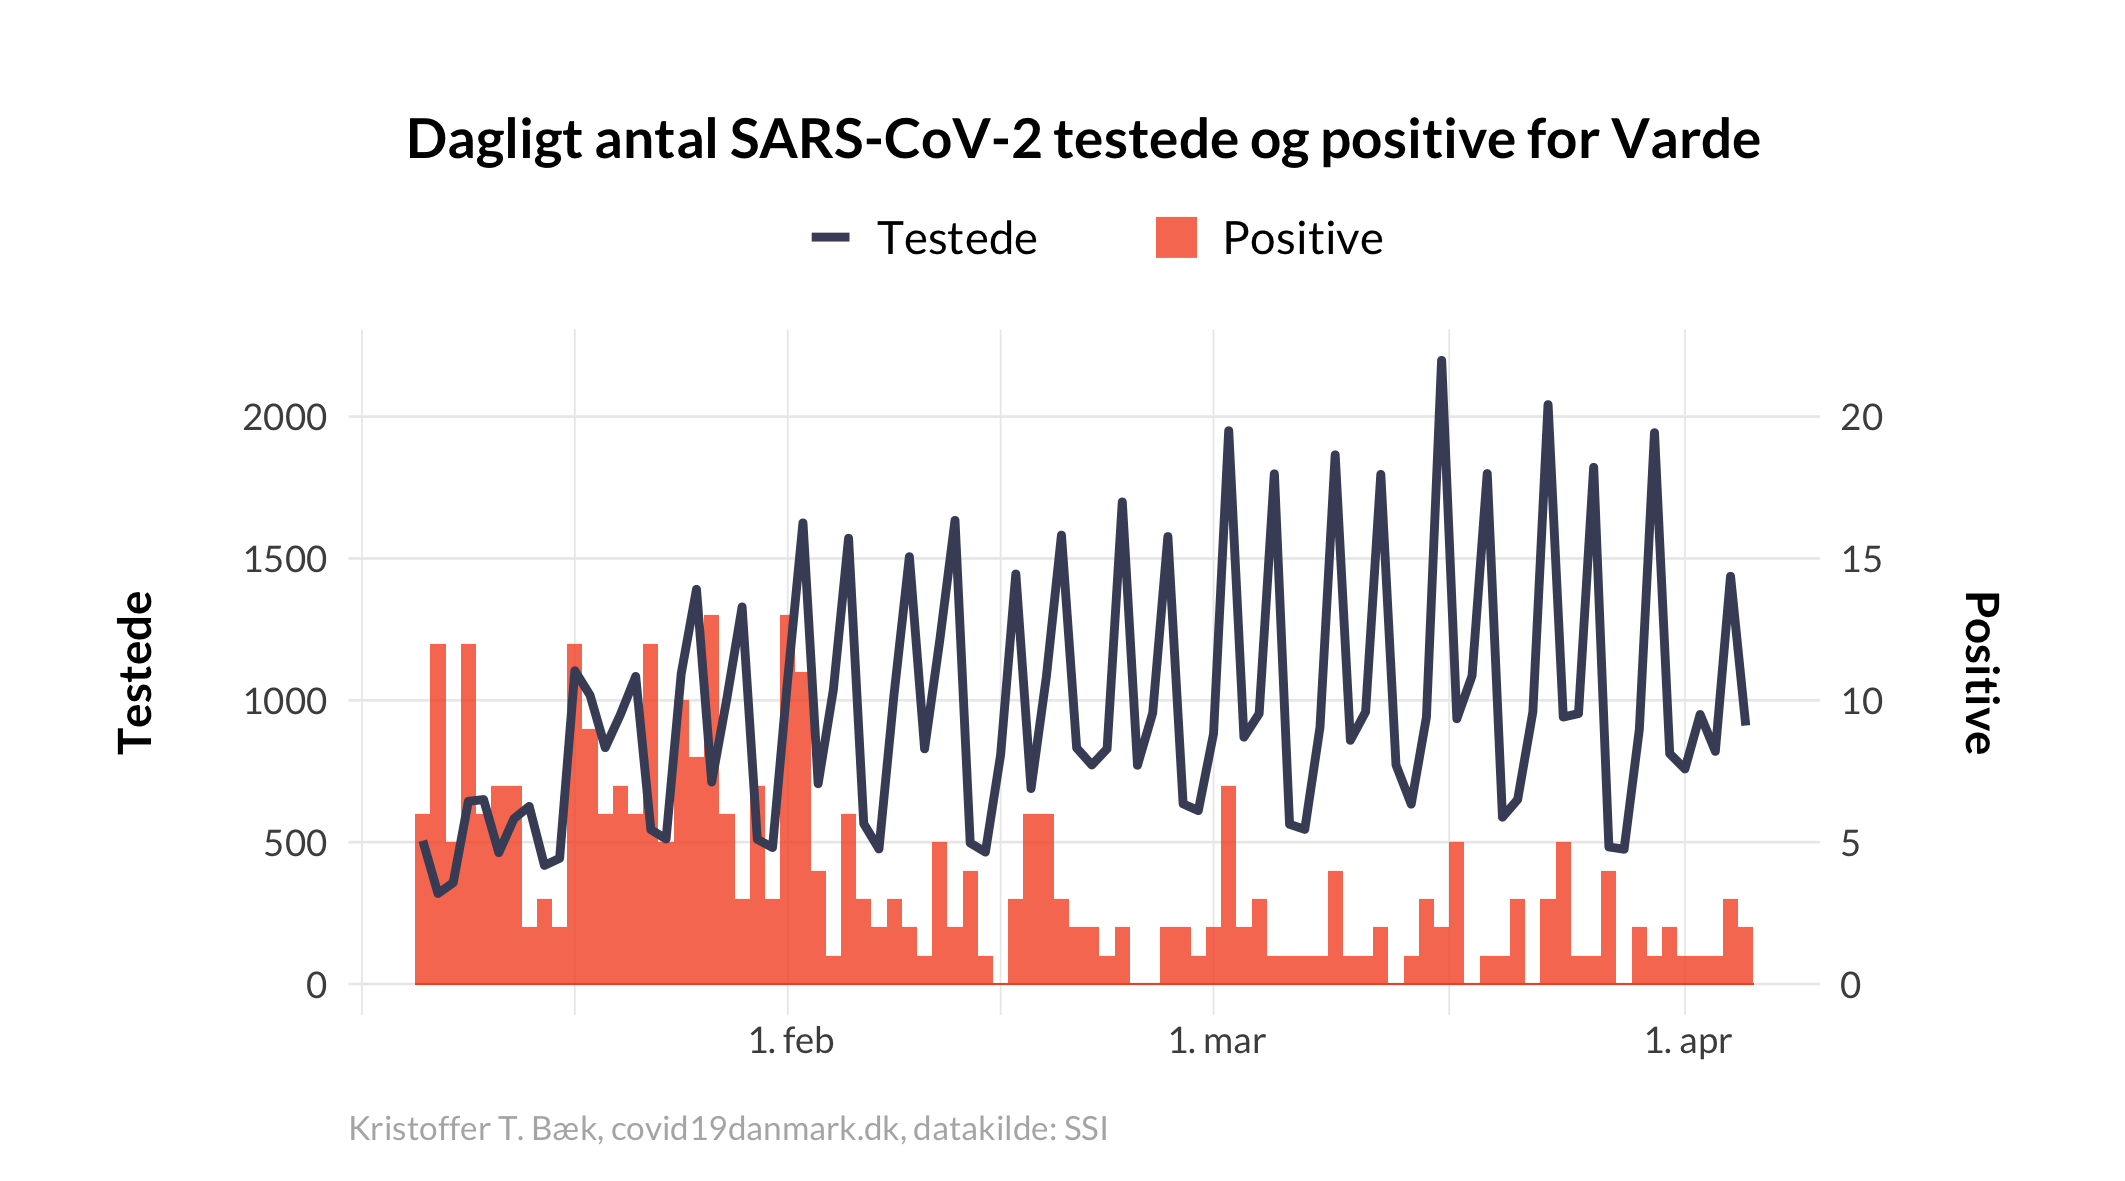 Dagligt antal SARS-CoV-2 testede og positive for Varde
Testede Positive
2000 20
1500 15
1000 10
500 5
0 0
Testede
Positive
1. feb 1. mar 1. apr
Kristoffer T. Bæk, covid19danmark.dk, datakilde: SSI